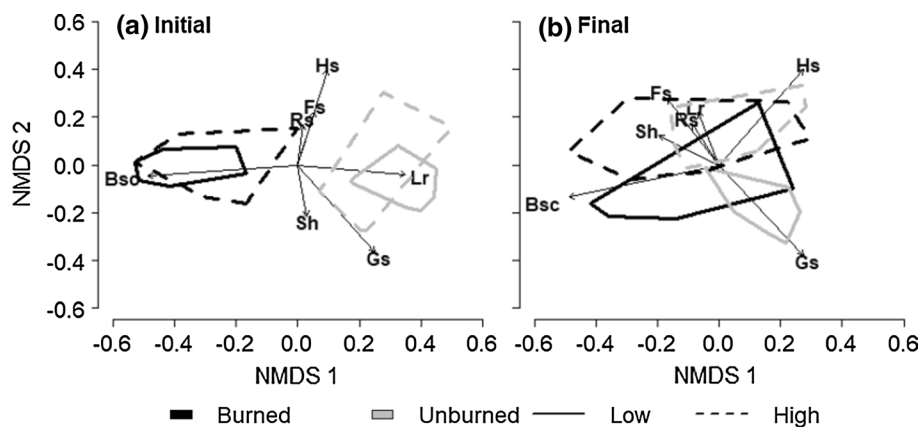 (a) Initial
(b) Final
0.6
0.4
0.2
0.0
-0.2
-0.4
-0.6
NMDS 2
Hs
Fs
Rs
Bsc
Lr
Sh
Gs
Hs
Fs
Lr
Rs
Sh
Bsc
Gs
-0.6 -0.4 -0.2 0.0 0.2 0.4 0.6
-0.6 -0.4 -0.2 0.0 0.2 0.4 0.6
NMDS 1
NMDS 1
Burned Unburned Low High